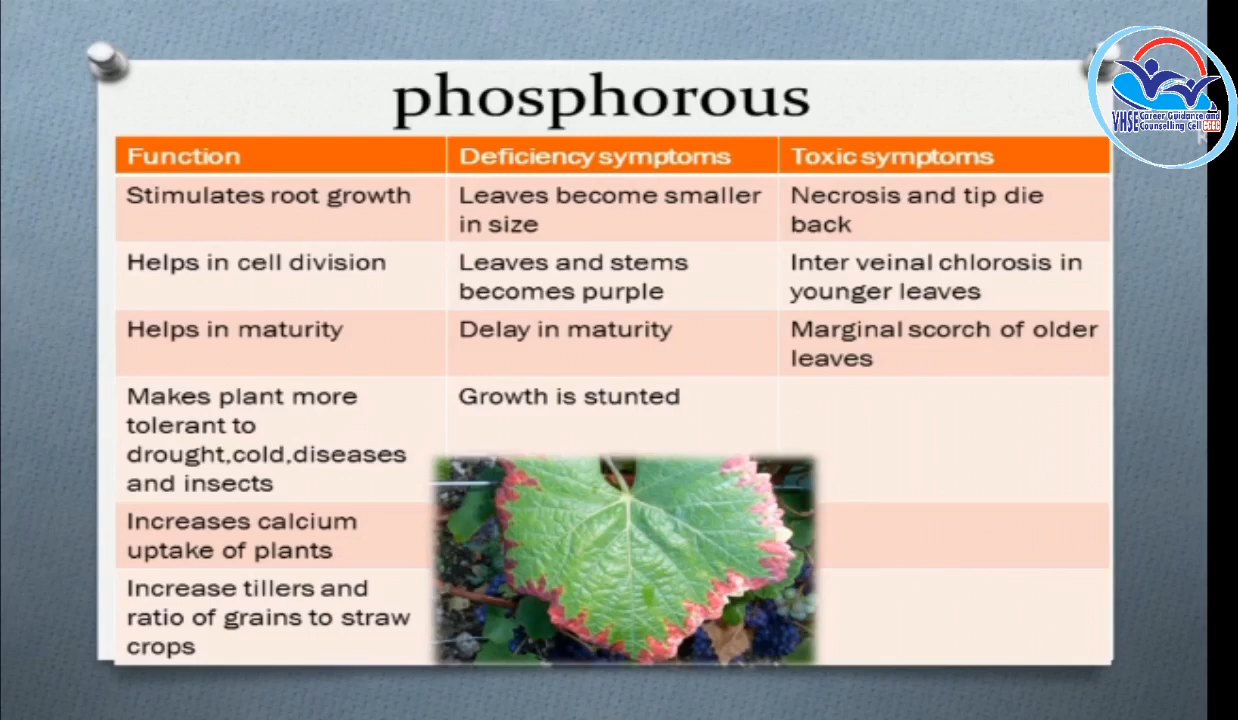 phosphorous
VHSE Career Guidance and
Counselling Cell CGCC
Function
Deficiency symptoms
Toxic symptoms
Stimulates root growth
Leaves become smaller
in size
Necrosis and tip die
back
Helps in cell division
Leaves and stems
becomes purple
Inter veinal chlorosis in
younger leaves
Helps in maturity
Delay in maturity
Marginal scorch of older
leaves
Makes plant more
tolerant to
drought,cold,diseases
and insects
Growth is stunted
Increases calcium
uptake of plants
Increase tillers and
ratio of grains to straw
crops